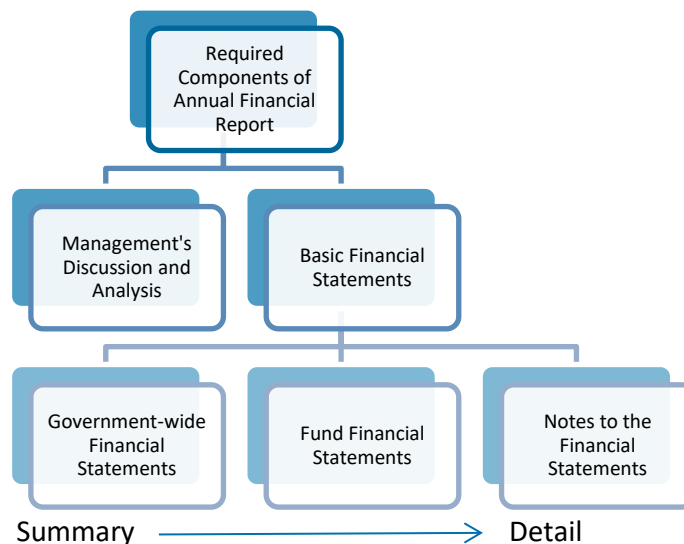 Required
Components of
Annual Financial
Report
Management's
Discussion and
Analysis
Basic Financial
Statements
Government-wide
Financial
Statements
Fund Financial
Statements
Notes to the
Financial
Statements
Summary
Detail